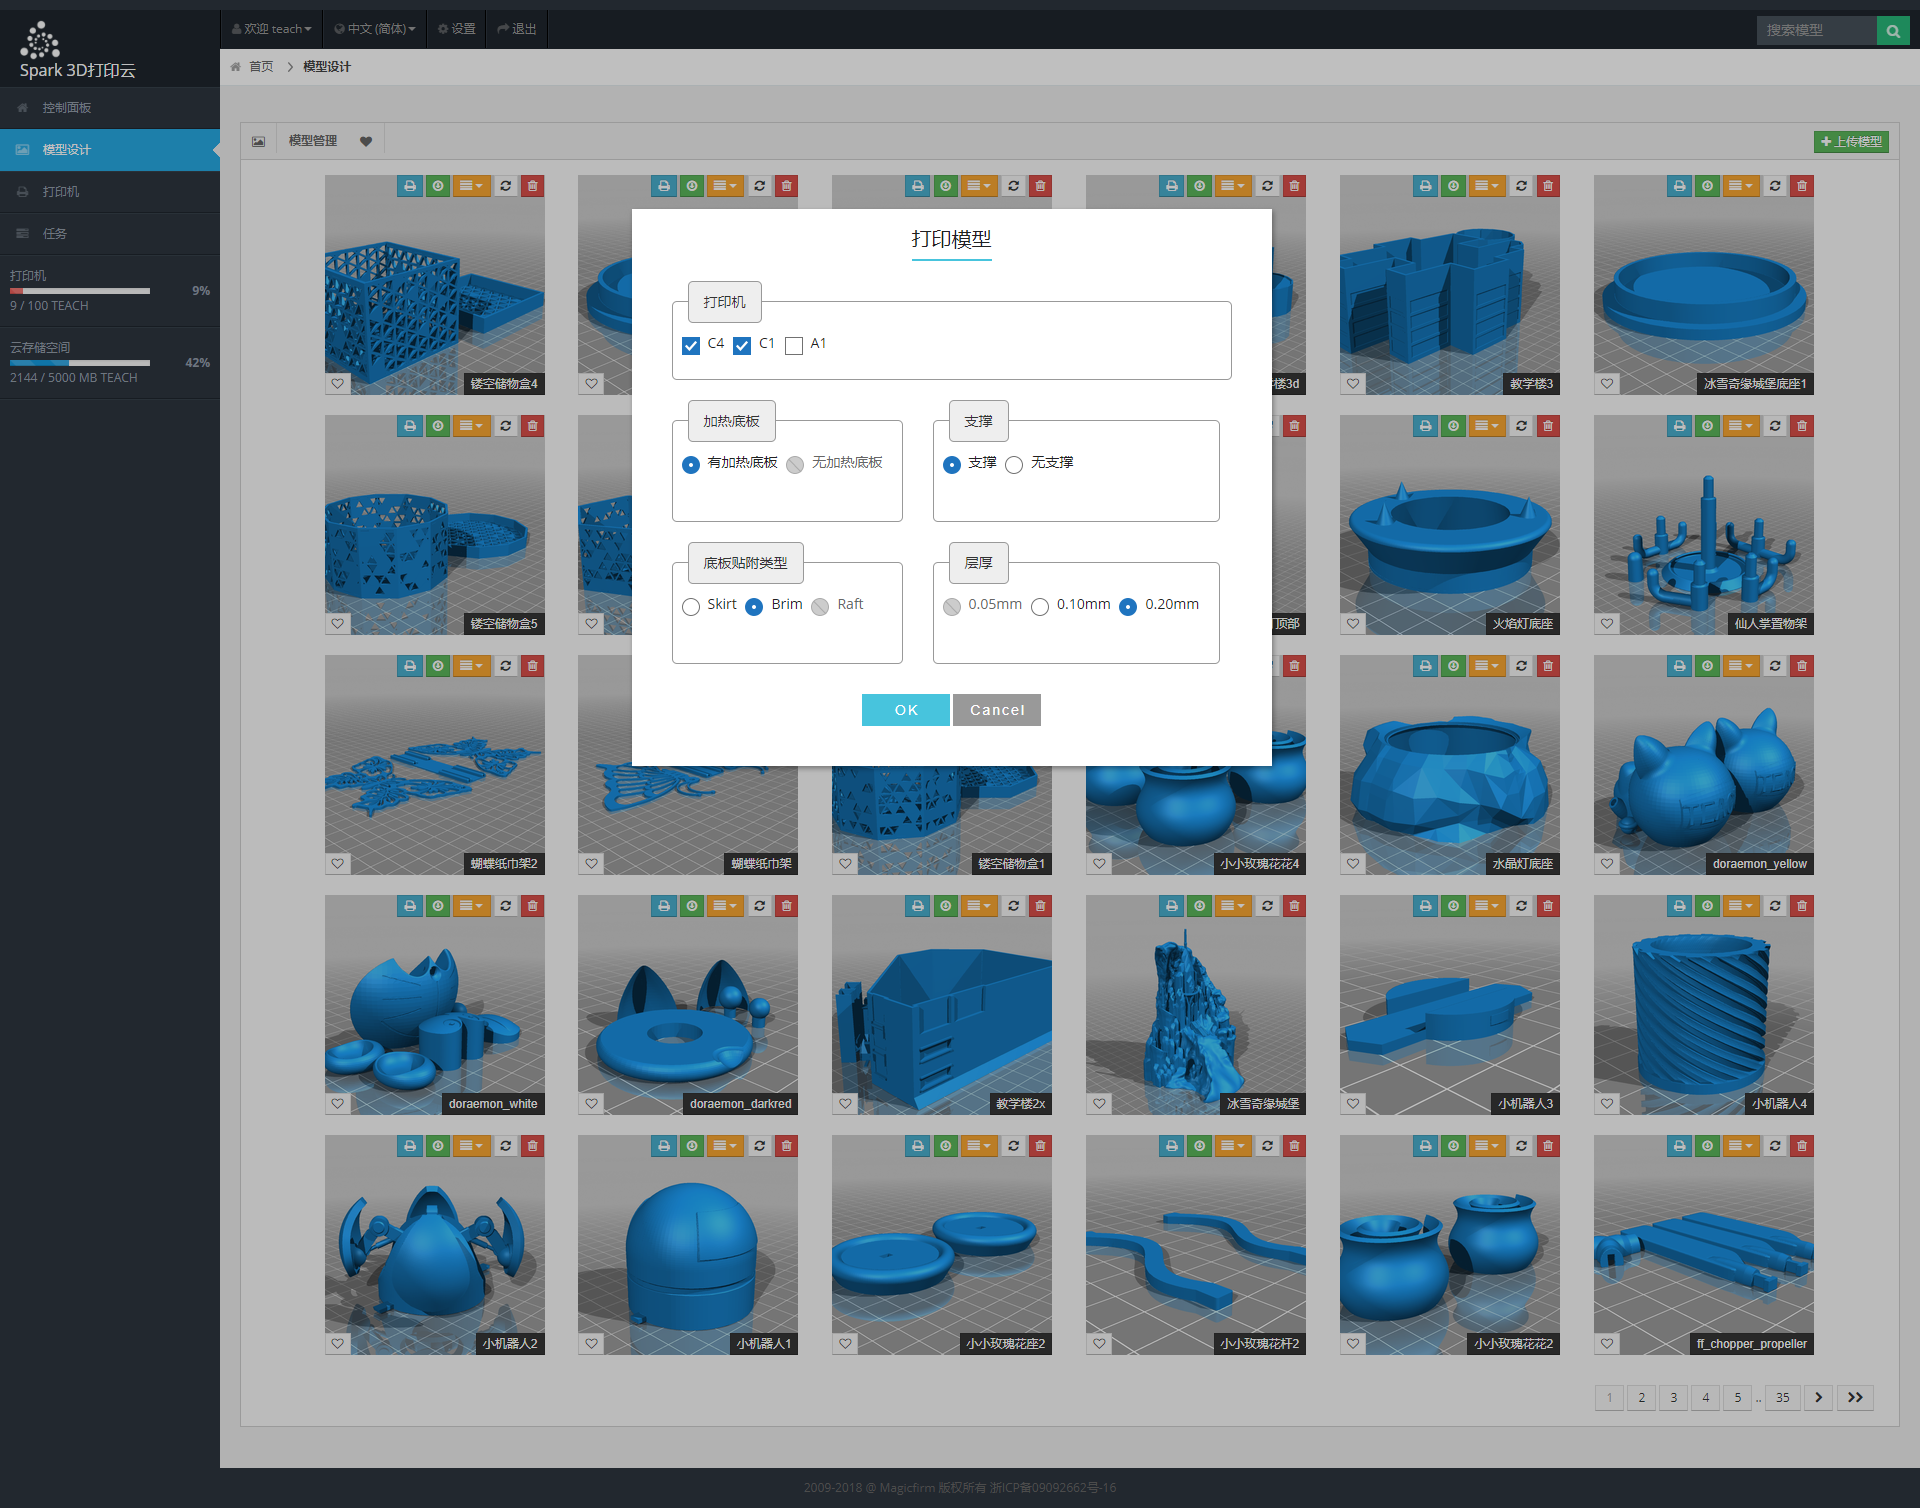 欢迎 teach
中文 (简体)
设置
退出
搜索模型
Spark 3D打印云
首页
模型设计
控制面板
模型设计
打印机
任务
打印机
9%
9 / 100 TEACH
云存储空间
42%
2144 / 5000 MB TEACH
模型管理
上传模型
打印模型
打印机
C4
C1
A1
加热底板
有加热底板
无加热底板
支撑
支撑
无支撑
底板贴附类型
Skirt
Brim
Raft
层厚
0.05mm
0.10mm
0.20mm
OK
Cancel
镂空储物盒4
楼3d
教学楼3
冰雪奇缘城堡底座1
镂空储物盒5
顶部
火焰灯底座
仙人掌置物架
蝴蝶纸巾架2
蝴蝶纸巾架
镂空储物盒1
小小玫瑰花花4
水晶灯底座
doraemon_yellow
doraemon_white
doraemon_darkred
教学楼2x
冰雪奇缘城堡
小机器人3
小机器人4
小机器人2
小机器人1
小小玫瑰花座2
小小玫瑰花杆2
小小玫瑰花花2
ff_chopper_propeller
1
2
3
4
5
..
35
2009-2018 @ Magicfirm 版权所有 浙ICP备09092662号-16